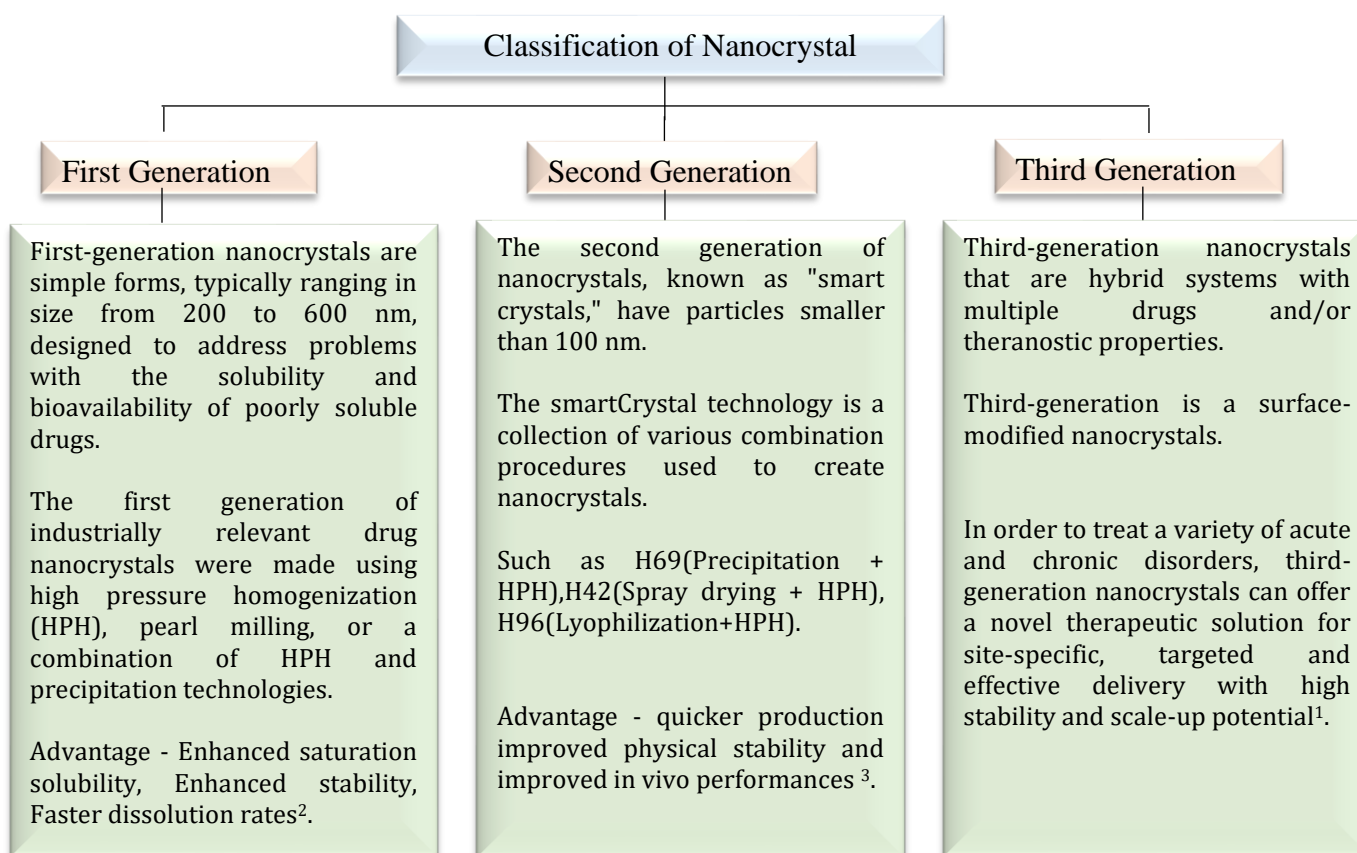 Classification of Nanocrystal
First Generation
First-generation nanocrystals are
simple forms, typically ranging in
size from 200 to 600 nm,
designed to address problems
with the solubility and
bioavailability of poorly soluble
drugs.
The first generation of
industrially relevant drug
nanocrystals were made using
high pressure homogenization
(HPH), pearl milling, or a
combination of HPH and
precipitation technologies.
Advantage - Enhanced saturation
solubility, Enhanced stability,
Faster dissolution rates².
Second Generation
The second generation of
nanocrystals, known as "smart
crystals," have particles smaller
than 100 nm.
The smartCrystal technology is a
collection of various combination
procedures used to create
nanocrystals.
Such as H69(Precipitation +
HPH),H42(Spray drying + HPH),
H96(Lyophilization+HPH).
Advantage - quicker production
improved physical stability and
improved in vivo performances ³.
Third Generation
Third-generation nanocrystals
that are hybrid systems with
multiple drugs and/or
theranostic properties.
Third-generation is a surface-
modified nanocrystals.
In order to treat a variety of acute
and chronic disorders, third-
generation nanocrystals can offer
a novel therapeutic solution for
site-specific, targeted and
effective delivery with high
stability and scale-up potential¹.